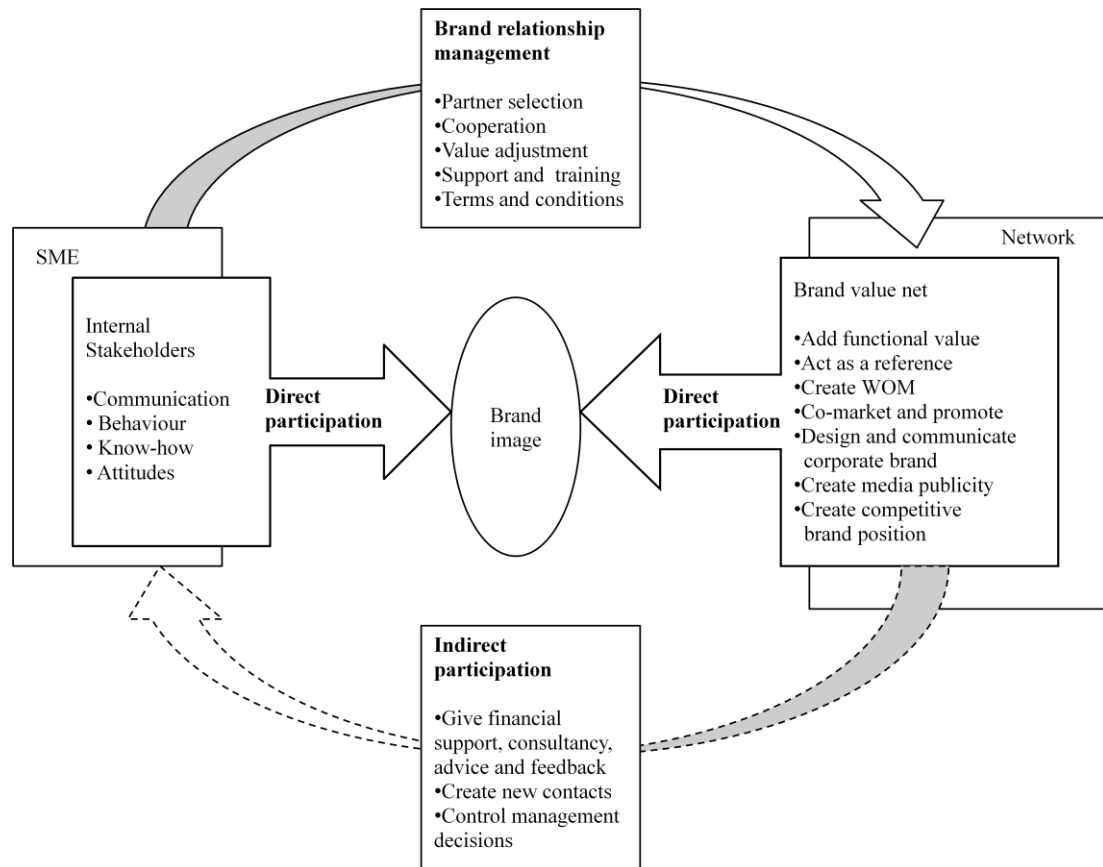 Brand relationship
management
•Partner selection
•Cooperation
•Value adjustment
•Support and training
•Terms and conditions
SME
Internal
Stakeholders
•Communication
• Behaviour
• Know-how
• Attitudes
Direct
participation
Brand
image
Direct
participation
Network
Brand value net
•Add functional value
•Act as a reference
•Create WOM
•Co-market and promote
•Design and communicate
corporate brand
•Create media publicity
•Create competitive
brand position
Indirect
participation
•Give financial
support, consultancy,
advice and feedback
•Create new contacts
•Control management
decisions